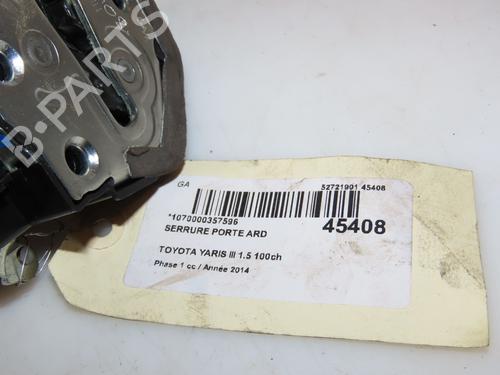 B-PARTS
GA
52721901 45408
*1070000357596
45408
SERRURE PORTE ARD
TOYOTA YARIS III 1.5 100ch
Phase 1 cc / Année 2014